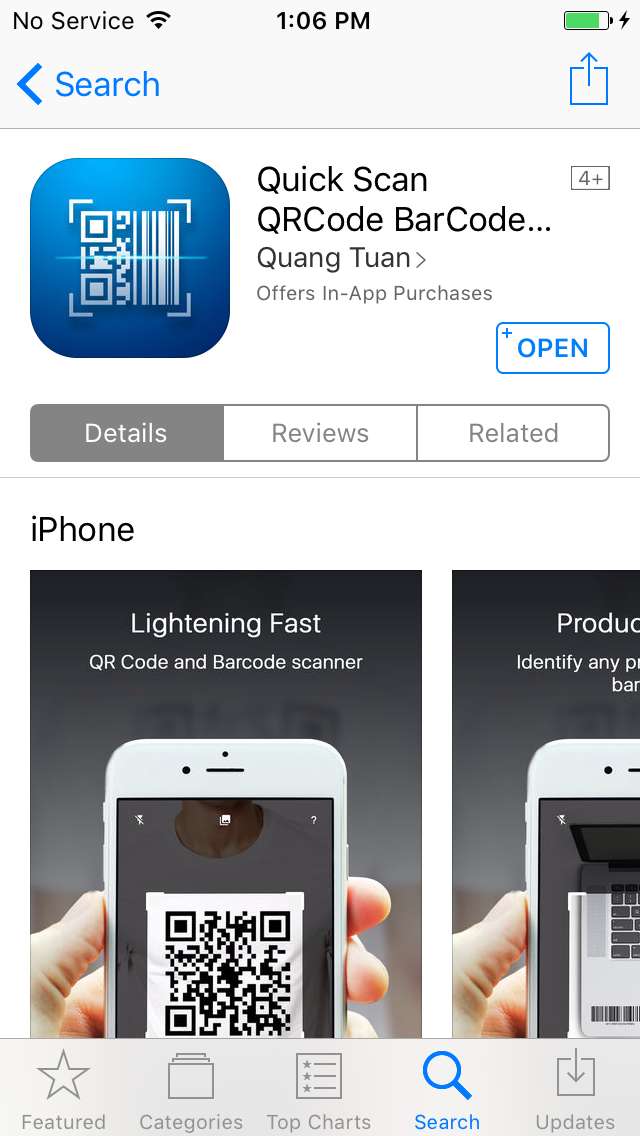 No Service 1:06 PM
Search
Quick Scan 4+
QRCode BarCode...
Quang Tuan
Offers In-App Purchases
+ OPEN
Details Reviews Related
iPhone
Lightening Fast
QR Code and Barcode scanner
?
Produc
Identify any pr
bar
Featured Categories Top Charts Search Updates